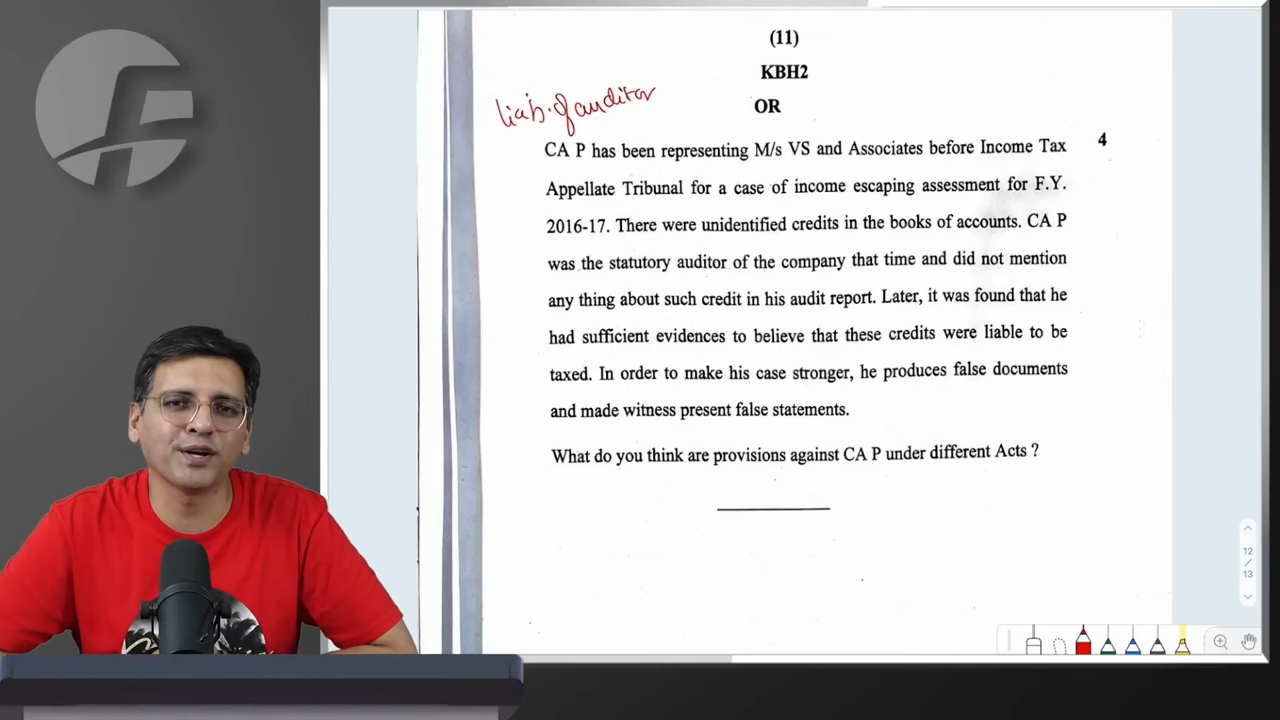 (11)
KBH2
OR
liab. of auditor
CA P has been representing M/s VS and Associates before Income Tax 4
Appellate Tribunal for a case of income escaping assessment for F.Y.
2016-17. There were unidentified credits in the books of accounts. CA P
was the statutory auditor of the company that time and did not mention
any thing about such credit in his audit report. Later, it was found that he
had sufficient evidences to believe that these credits were liable to be
taxed. In order to make his case stronger, he produces false documents
and made witness present false statements.
What do you think are provisions against CA P under different Acts ?
12
/
13